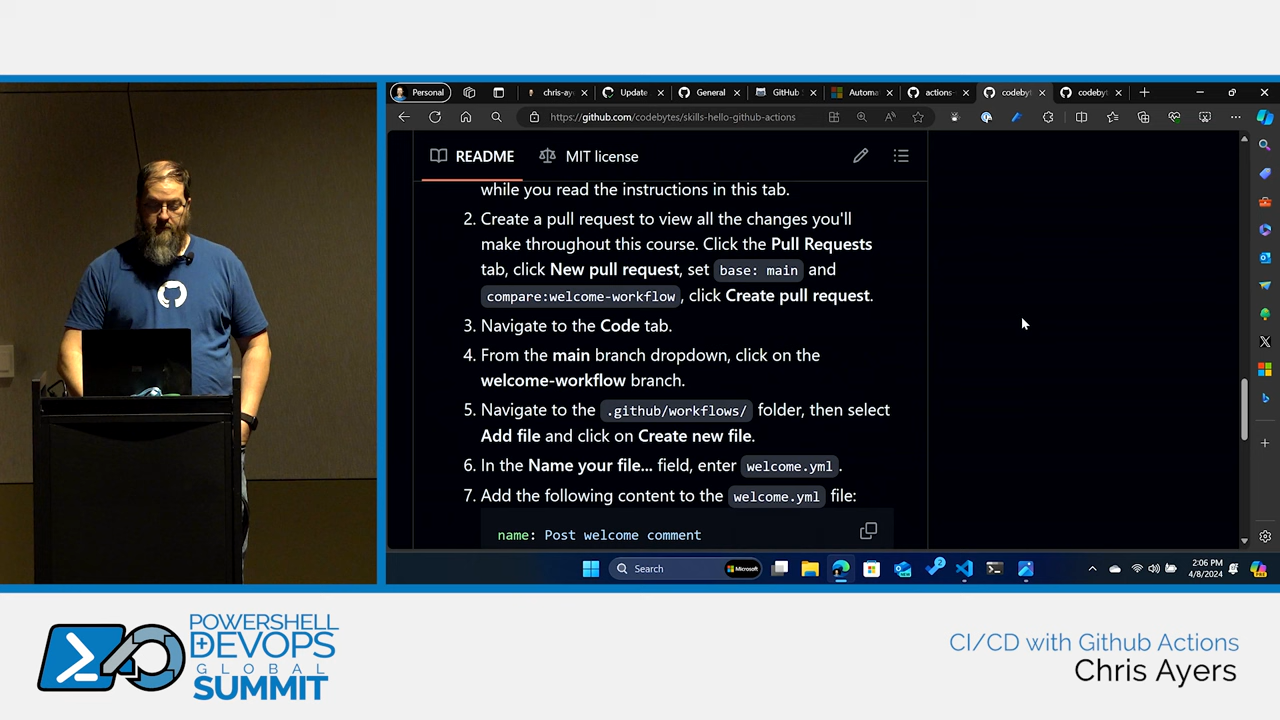 Personal
chris-ay
Update
General
GitHub
Automa
actions-
codebyt
codebyt
https://github.com/codebytes/skills-hello-github-actions
README
MIT license
while you read the instructions in this tab.
2. Create a pull request to view all the changes you'll
make throughout this course. Click the Pull Requests
tab, click New pull request, set base: main and
compare:welcome-workflow, click Create pull request.
3. Navigate to the Code tab.
4. From the main branch dropdown, click on the
welcome-workflow branch.
5. Navigate to the .github/workflows/ folder, then select
Add file and click on Create new file.
6. In the Name your file... field, enter welcome.yml.
7. Add the following content to the welcome.yml file:
name: Post welcome comment
Search
Microsoft
2
2:06 PM
4/8/2024
POWERSHELL
+DEVOPS
GLOBAL
SUMMIT
CI/CD with Github Actions
Chris Ayers